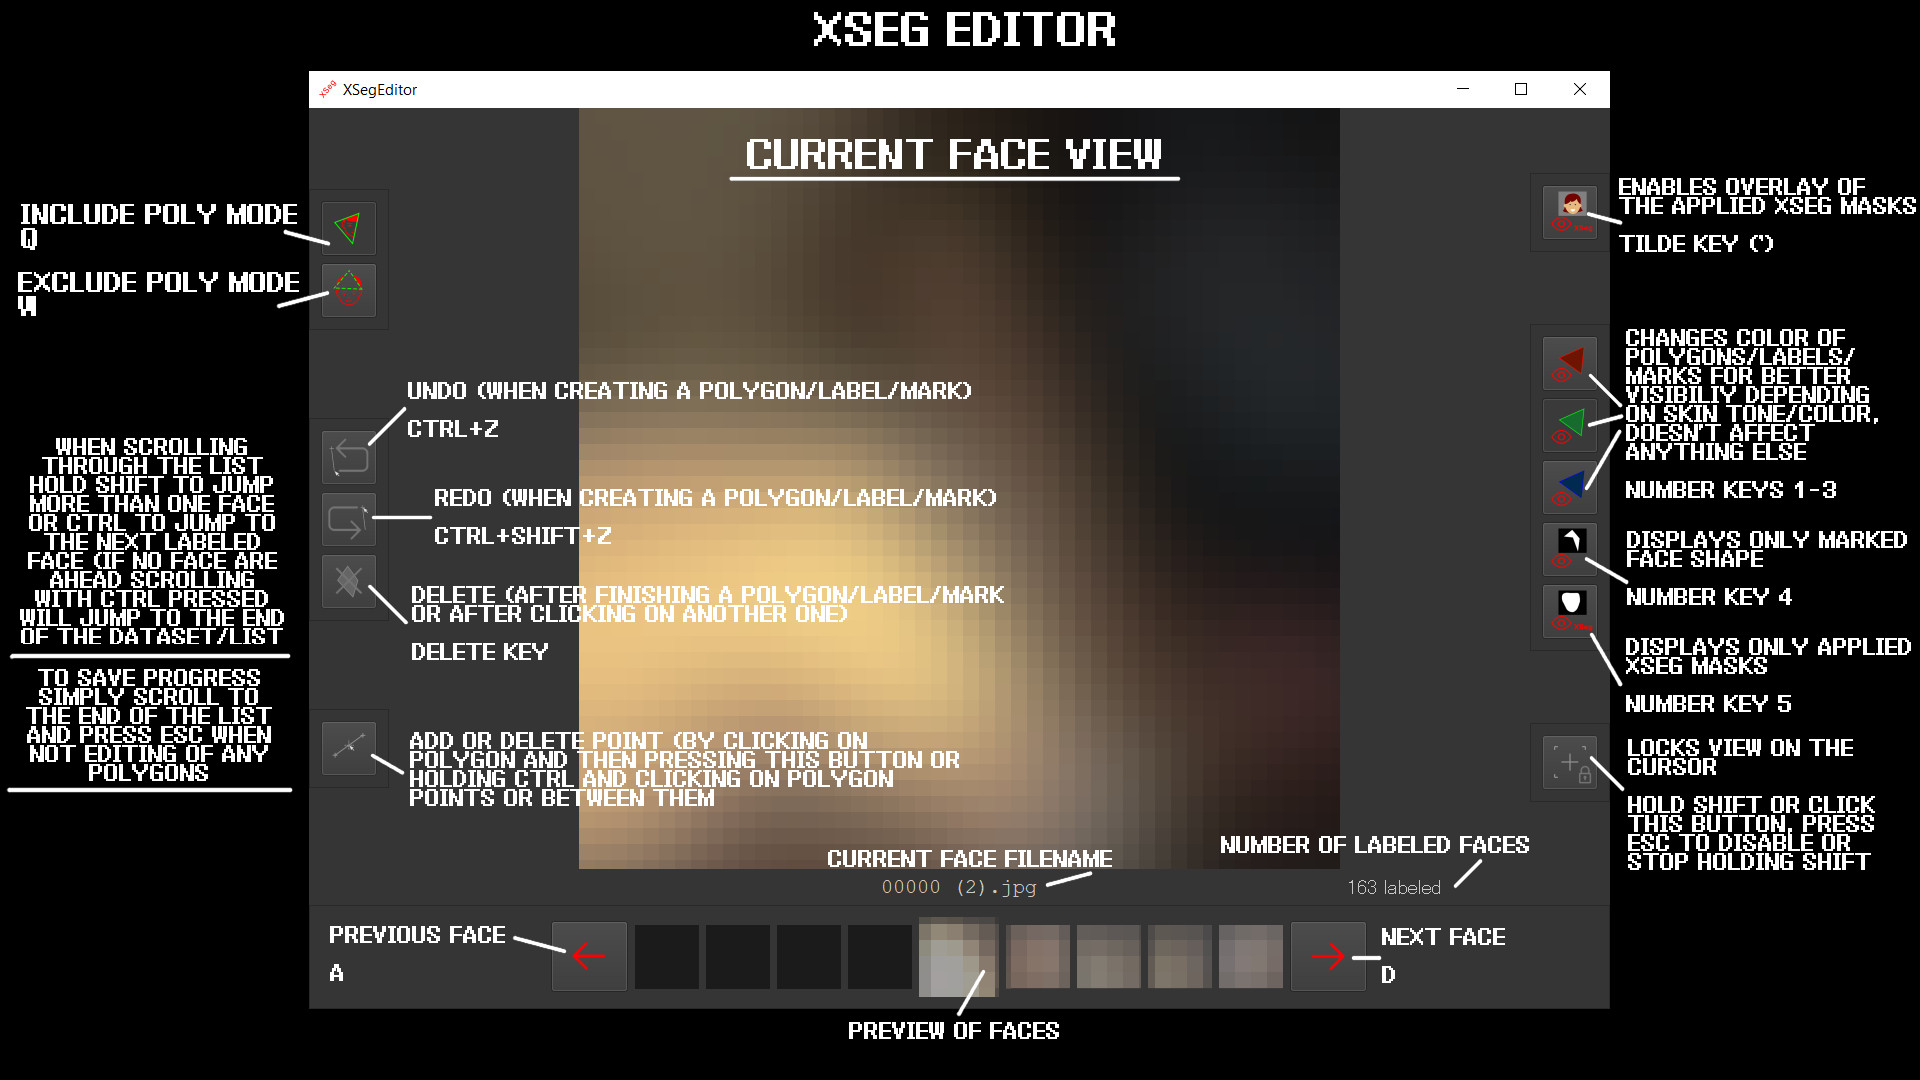 XSEG EDITOR
XSegEditor
CURRENT FACE VIEW
INCLUDE POLY MODE
Q
EXCLUDE POLY MODE
W
UNDO (WHEN CREATING A POLYGON/LABEL/MARK)
CTRL+Z
REDO (WHEN CREATING A POLYGON/LABEL/MARK)
CTRL+SHIFT+Z
DELETE (AFTER FINISHING A POLYGON/LABEL/MARK
OR AFTER CLICKING ON ANOTHER ONE)
DELETE KEY
ADD OR DELETE POINT (BY CLICKING ON
POLYGON AND THEN PRESSING THIS BUTTON OR
HOLDING CTRL AND CLICKING ON POLYGON
POINTS OR BETWEEN THEM
WHEN SCROLLING
THROUGH THE LIST
HOLD SHIFT TO JUMP
MORE THAN ONE FACE
OR CTRL TO JUMP TO
THE NEXT LABELED
FACE (IF NO FACE ARE
AHEAD SCROLLING
WITH CTRL PRESSED
WILL JUMP TO THE END
OF THE DATASET/LIST
TO SAVE PROGRESS
SIMPLY SCROLL TO
THE END OF THE LIST
AND PRESS ESC WHEN
NOT EDITING OF ANY
POLYGONS
ENABLES OVERLAY OF
THE APPLIED XSEG MASKS
TILDE KEY (')
CHANGES COLOR OF
POLYGONS/LABELS/
MARKS FOR BETTER
VISIBILIY DEPENDING
ON SKIN TONE/COLOR,
DOESN'T AFFECT
ANYTHING ELSE
NUMBER KEYS 1-3
DISPLAYS ONLY MARKED
FACE SHAPE
NUMBER KEY 4
DISPLAYS ONLY APPLIED
XSEG MASKS
NUMBER KEY 5
LOCKS VIEW ON THE
CURSOR
HOLD SHIFT OR CLICK
THIS BUTTON, PRESS
ESC TO DISABLE OR
STOP HOLDING SHIFT
NUMBER OF LABELED FACES
163 labeled
CURRENT FACE FILENAME
00000 (2).jpg
PREVIOUS FACE
A
NEXT FACE
D
PREVIEW OF FACES